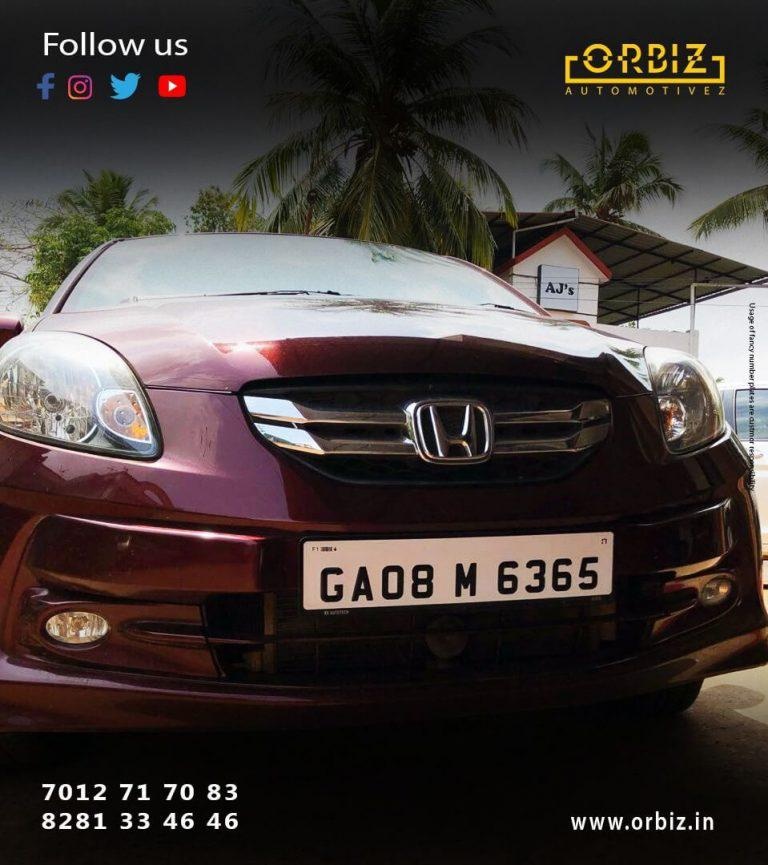 Follow us
ORBIZ
AUTOMOTIVEZ
AJ's
Usage of fancy number plates are custmor responsibility
GA08 M 6365
7012 71 70 83
8281 33 46 46
www.orbiz.in